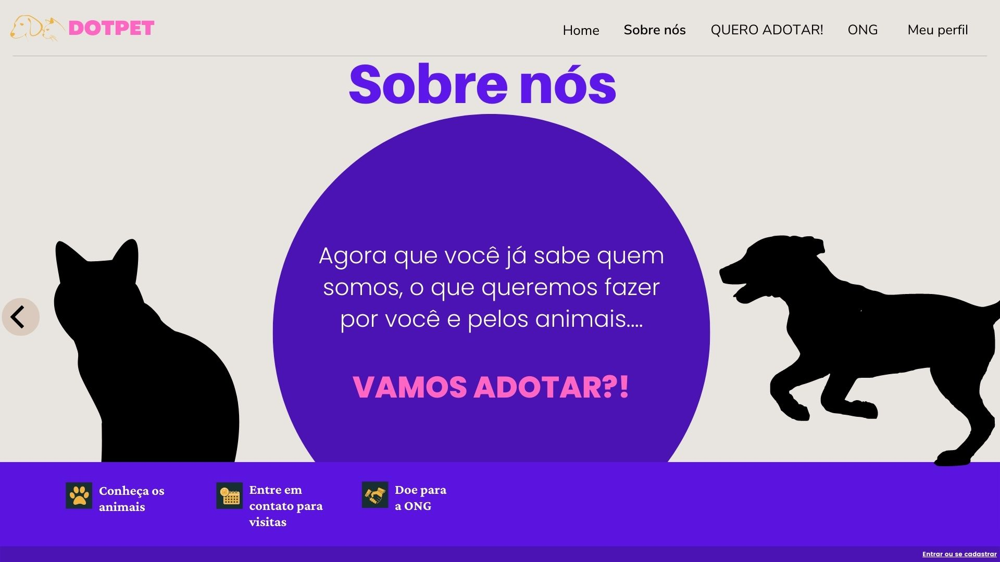 DOTPET
Home
Sobre nós
QUERO ADOTAR!
ONG
Meu perfil
Sobre nós
Agora que você já sabe quem
somos, o que queremos fazer
por você e pelos animais....
VAMOS ADOTAR?!
Conheça os
animais
Entre em
contato para
visitas
Doe para
a ONG
Entrar ou se cadastrar